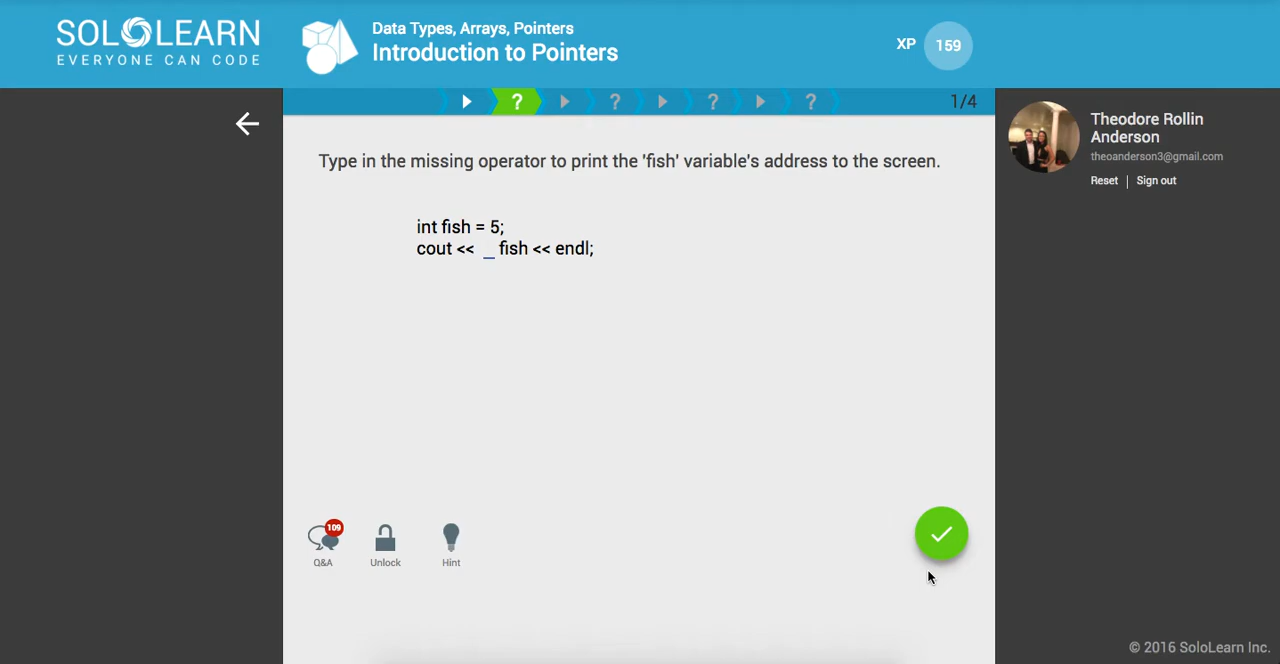 SOLOLEARN
EVERYONE CAN CODE
Data Types, Arrays, Pointers
Introduction to Pointers
XP 159
? ? ? ? 1/4
Theodore Rollin
Anderson
theoanderson3@gmail.com
Reset | Sign out
Type in the missing operator to print the 'fish' variable's address to the screen.
int fish = 5;
cout << _ fish << endl;
109
Q&A Unlock Hint
© 2016 SoloLearn Inc.